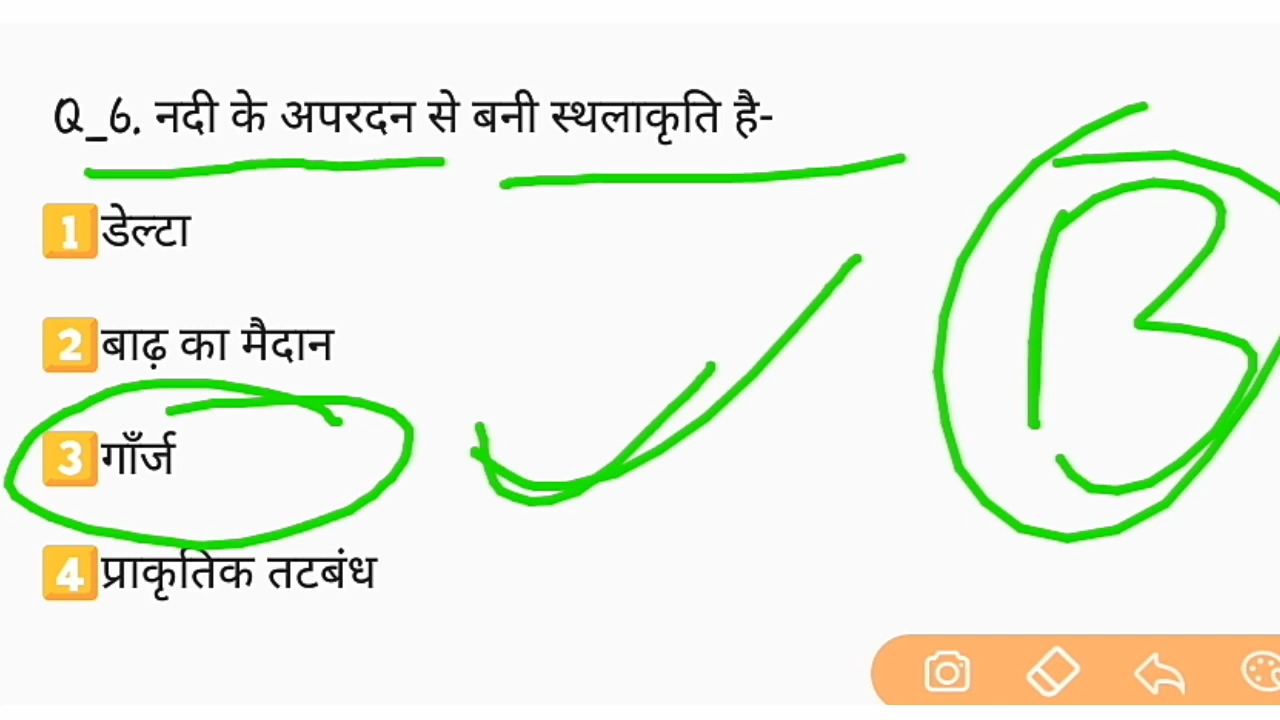 Q_6. नदी के अपरदन से बनी स्थलाकृति है-
1 डेल्टा
2 बाढ़ का मैदान
3 गाँर्ज
4 प्राकृतिक तटबंध
B